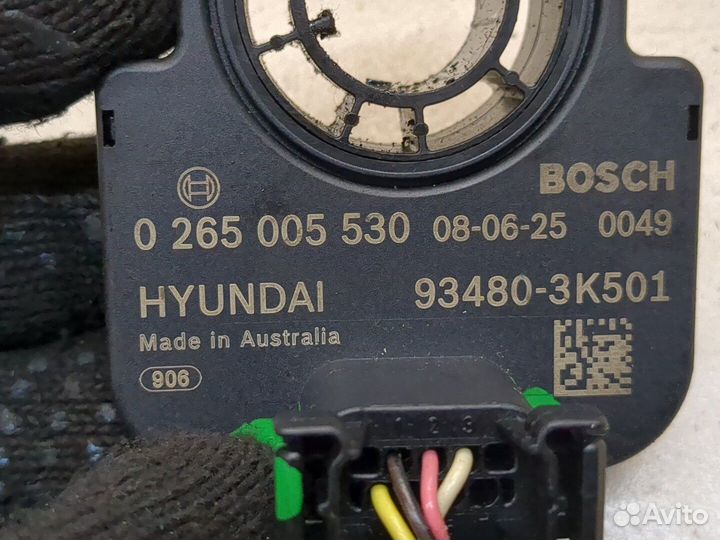 BOSCH
0 265 005 530 08-06-25 0049
HYUNDAI 93480-3K501
Made in Australia
906
1 - 2 - 3
Avito